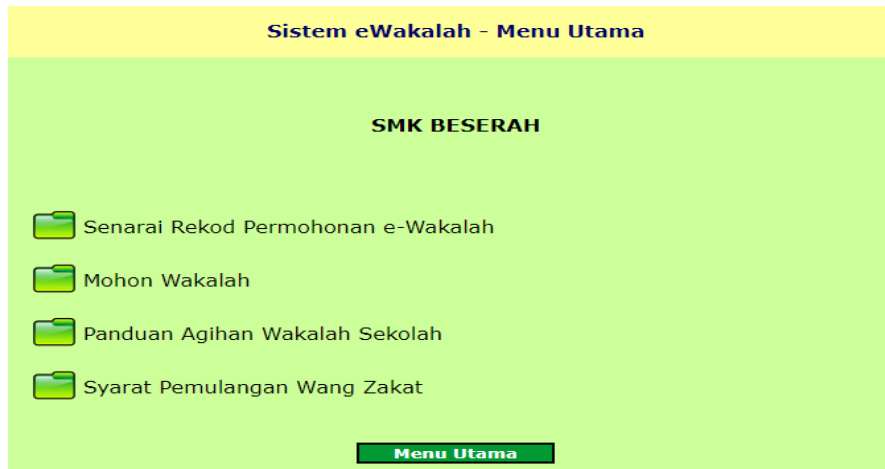 Sistem eWakalah - Menu Utama
SMK BESERAH
Senarai Rekod Permohonan e-Wakalah
Mohon Wakalah
Panduan Agihan Wakalah Sekolah
Syarat Pemulangan Wang Zakat
Menu Utama